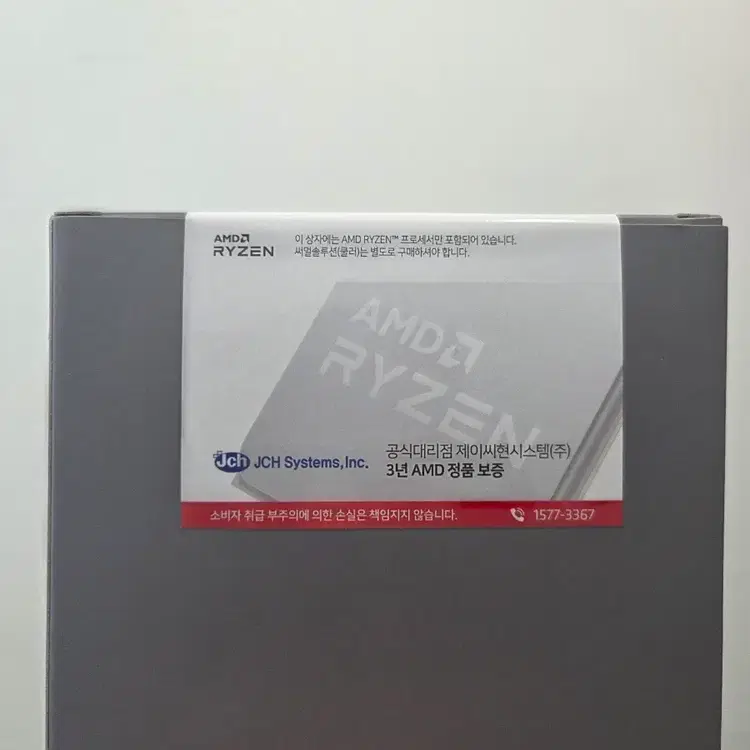 AMD
RYZEN
이 상자에는 AMD RYZEN™ 프로세서만 포함되어 있습니다.
써멀솔루션(쿨러)는 별도로 구매하셔야 합니다.
AMD
RYZEN
Jch JCH Systems, Inc.
공식대리점 제이씨현시스템(주)
3년 AMD 정품 보증
소비자 취급 부주의에 의한 손실은 책임지지 않습니다.
1577-3367